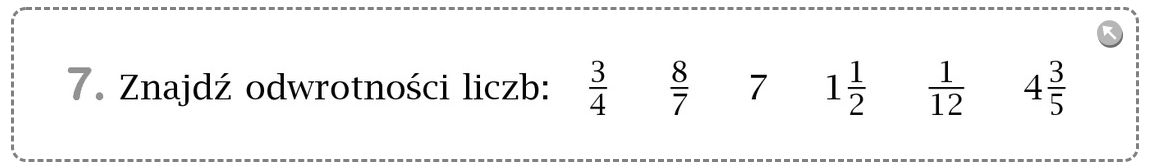 7. Znajdź odwrotności liczb: 3/4 8/7 7 1 1/2 1/12 4 3/5